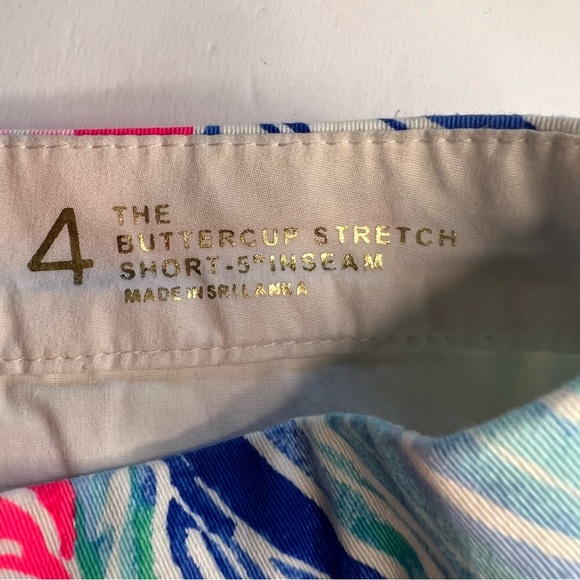 4
THE
BUTTERCUP STRETCH
SHORT-5" INSEAM
MADE IN SRI LANKA